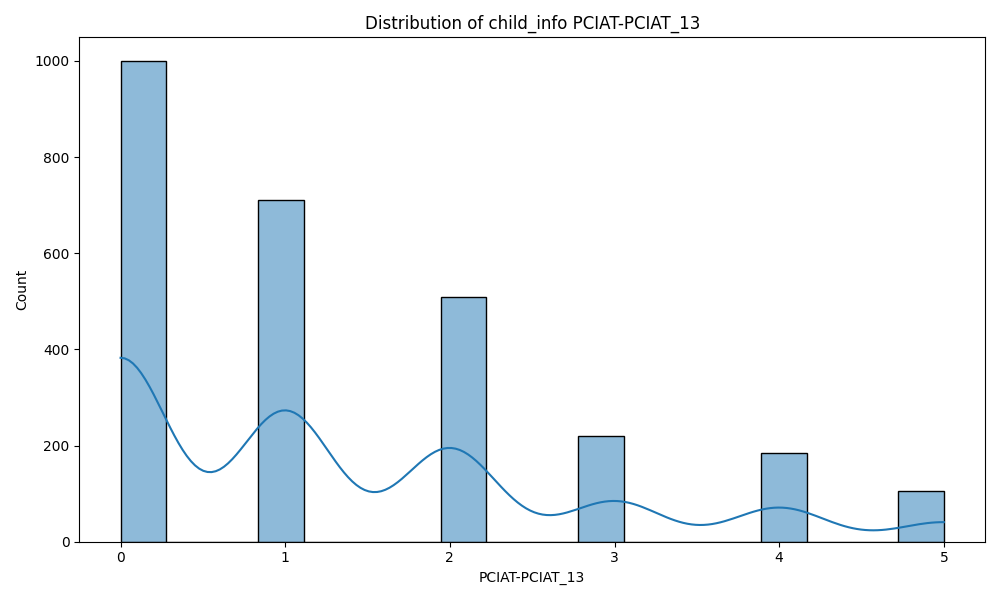 Distribution of child_info PCIAT-PCIAT_13
Count
1000
800
600
400
200
0
0 1 2 3 4 5
PCIAT-PCIAT_13